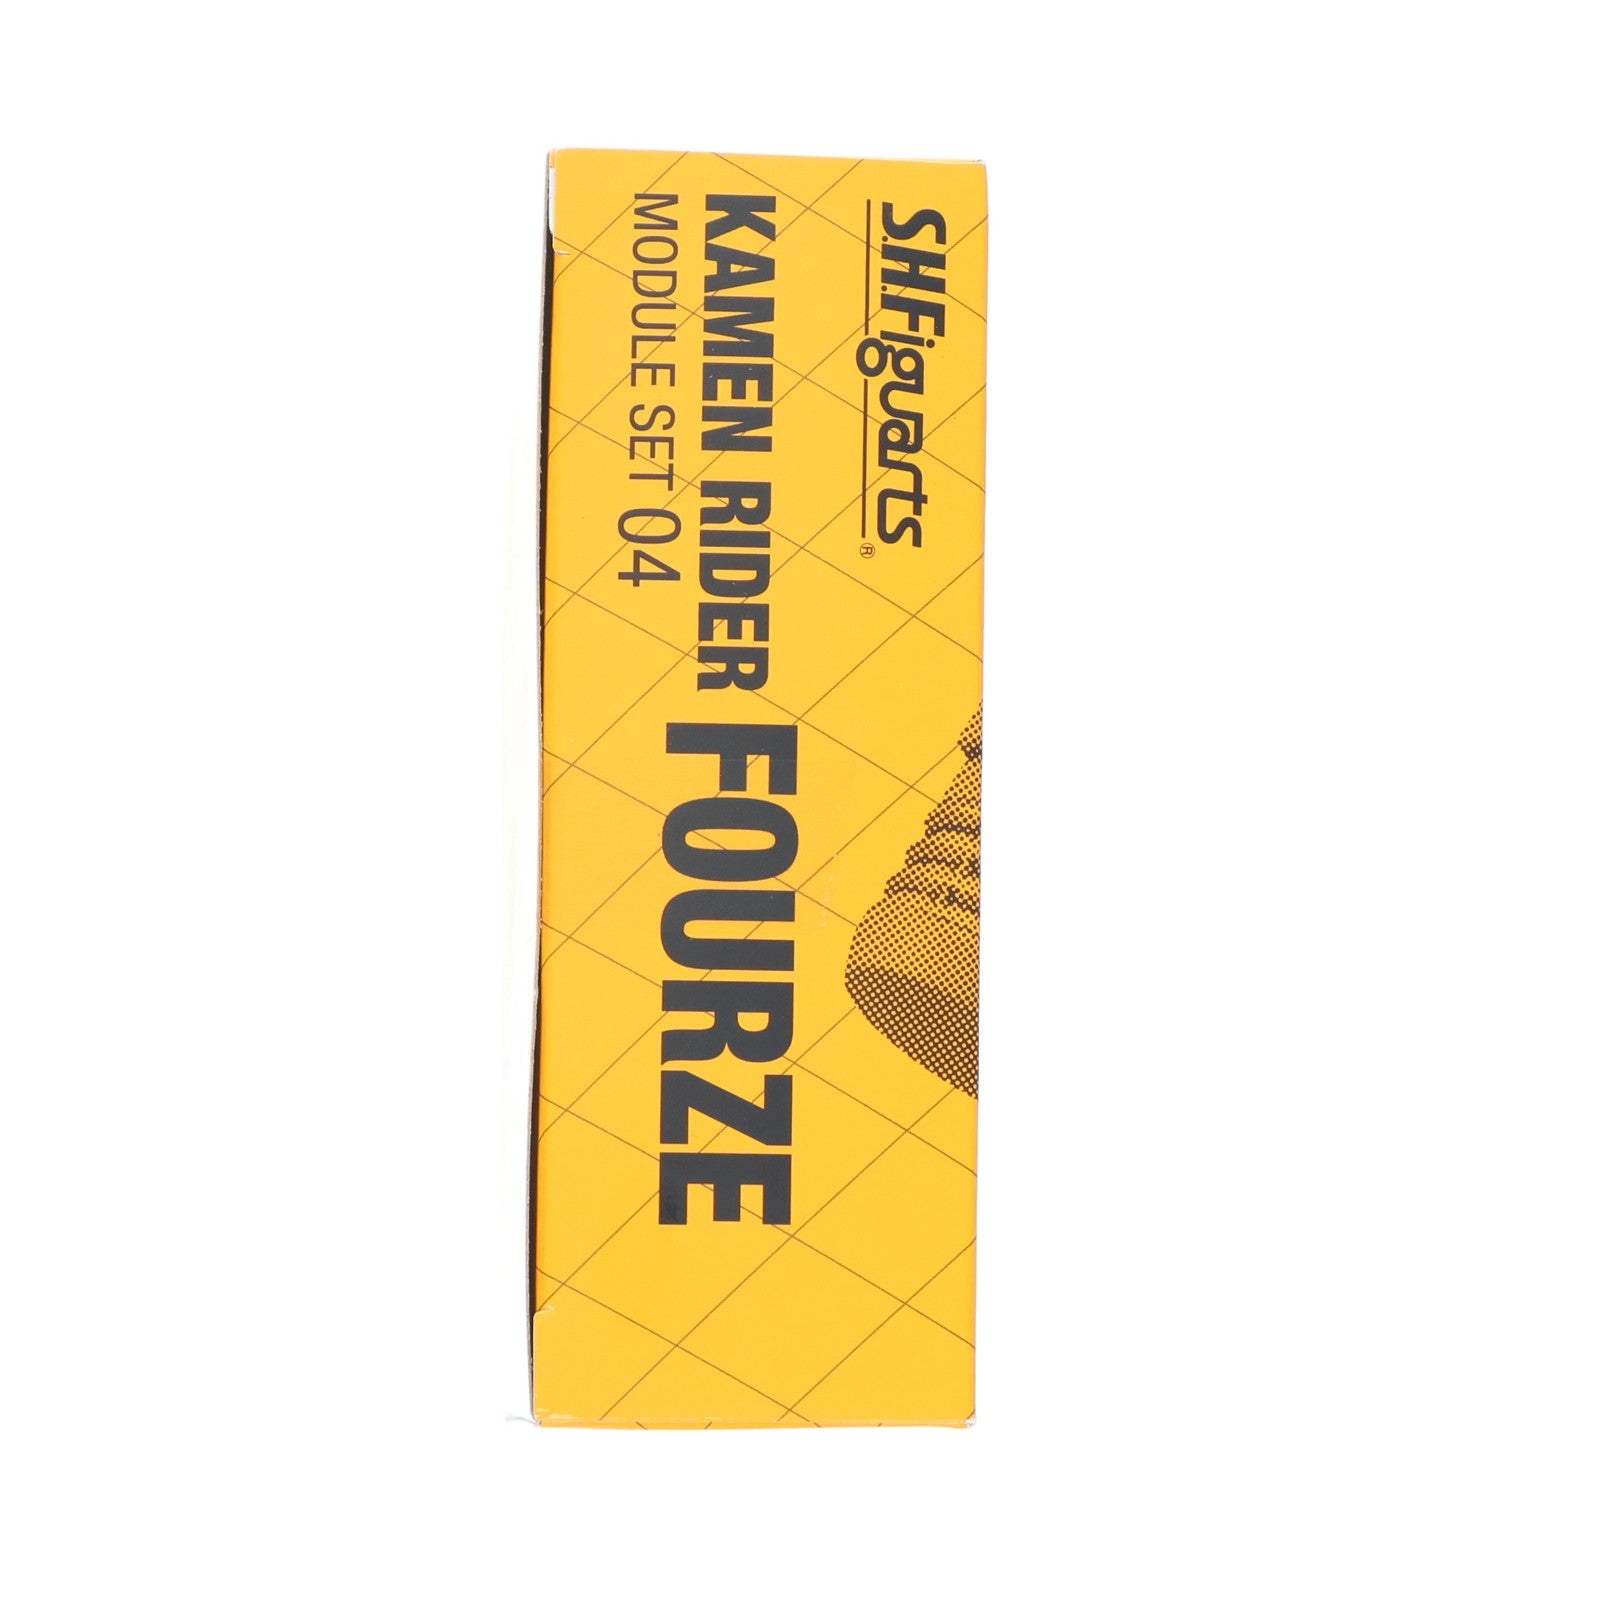 S.H.Figuarts®
KAMEN RIDER FOURZE
MODULE SET 04